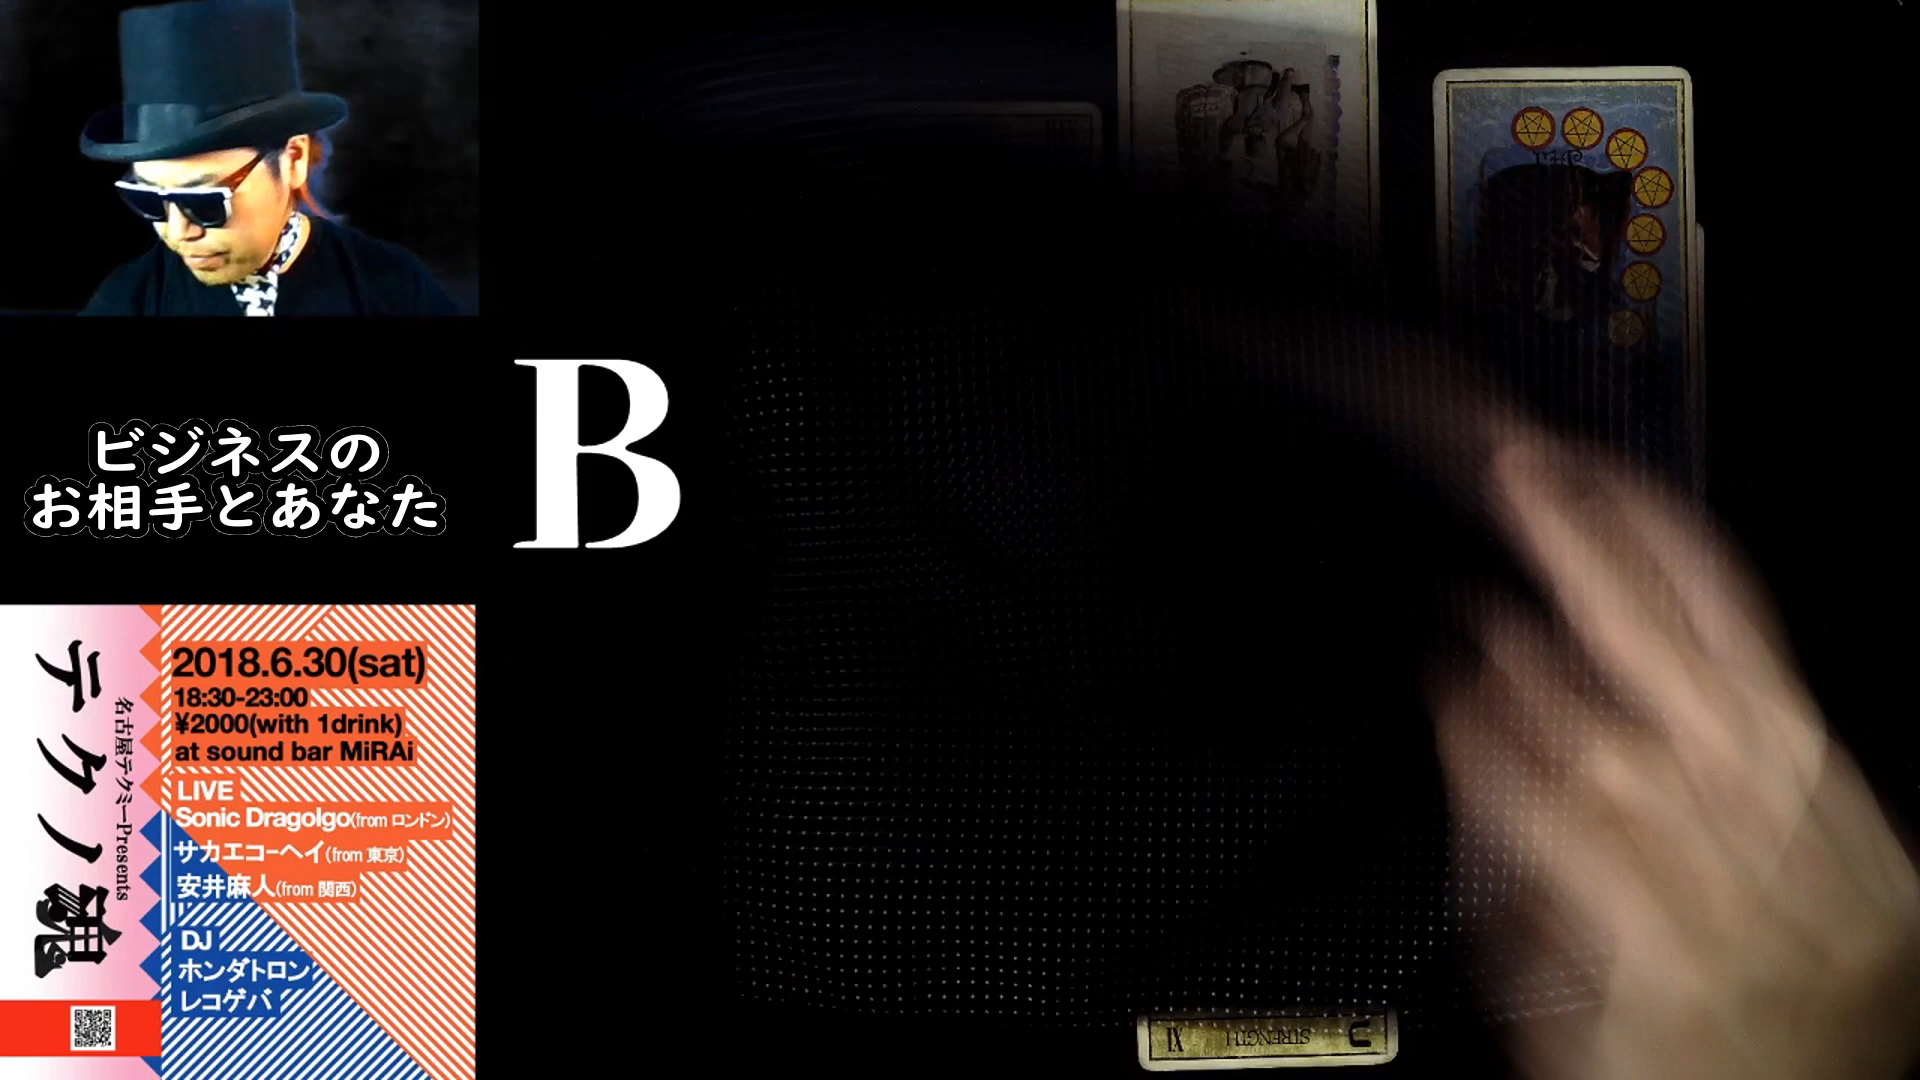 ビジネスの
お相手とあなた
B
テクノ魂
名古屋テクミーPresents
2018.6.30(sat)
18:30-23:00
¥2000(with 1drink)
at sound bar MiRAi
LIVE
Sonic Dragolgo(from ロンドン)
サカエコーヘイ(from 東京)
安井麻人(from 関西)
DJ
ホンダトロン
レコゲバ
XI STRENGTH